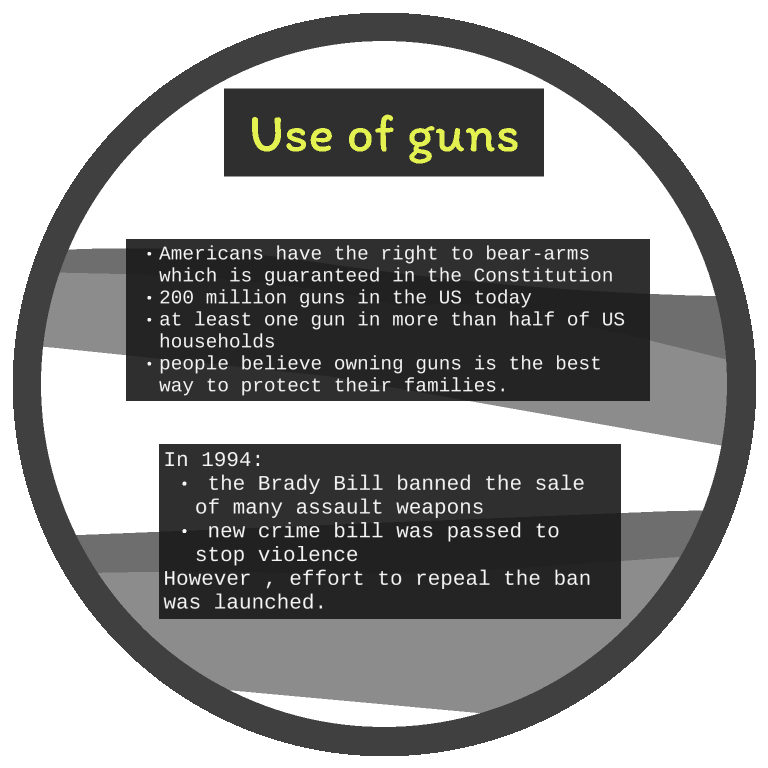 Use of guns
• Americans have the right to bear-arms
which is guaranteed in the Constitution
• 200 million guns in the US today
• at least one gun in more than half of US
households
• people believe owning guns is the best
way to protect their families.
In 1994:
• the Brady Bill banned the sale
of many assault weapons
• new crime bill was passed to
stop violence
However , effort to repeal the ban
was launched.